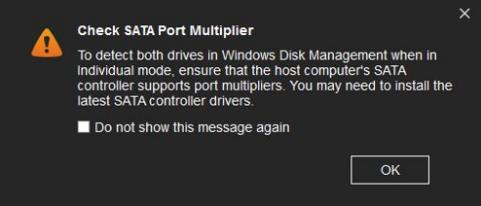 Check SATA Port Multiplier
To detect both drives in Windows Disk Management when in
Individual mode, ensure that the host computer's SATA
controller supports port multipliers. You may need to install the
latest SATA controller drivers.
Do not show this message again
OK